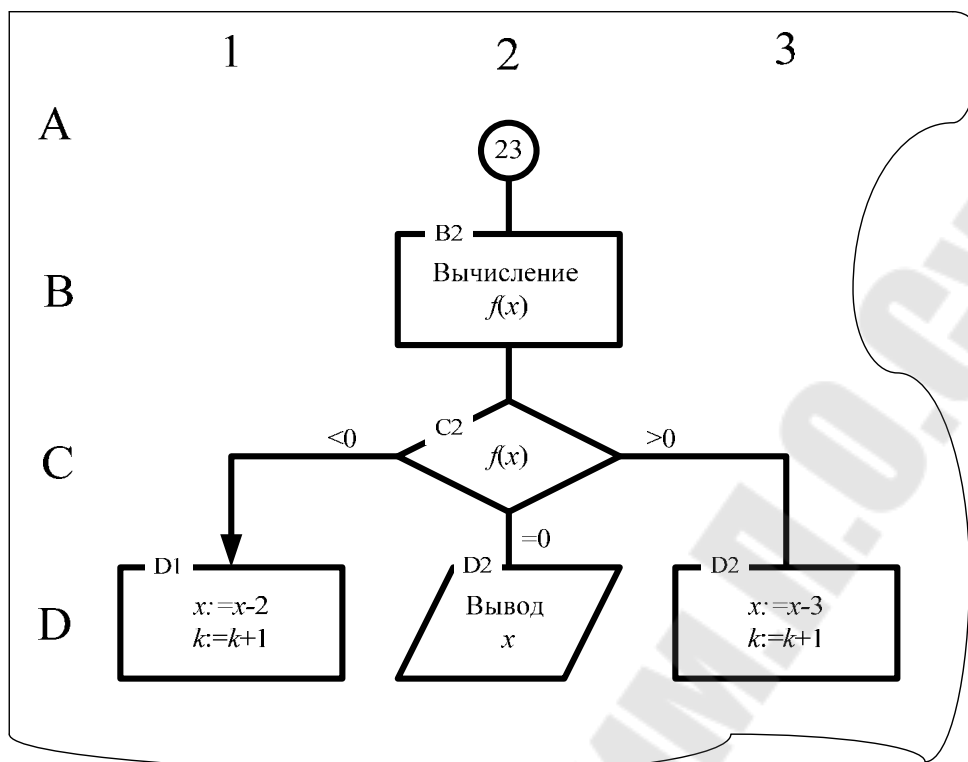 1 2 3
A
23
B2
B
Вычисление
f(x)
C2
<0
>0
C
f(x)
=0
D1
D2
D2
D
x:=x-2
k:=k+1
Вывод
x
x:=x-3
k:=k+1